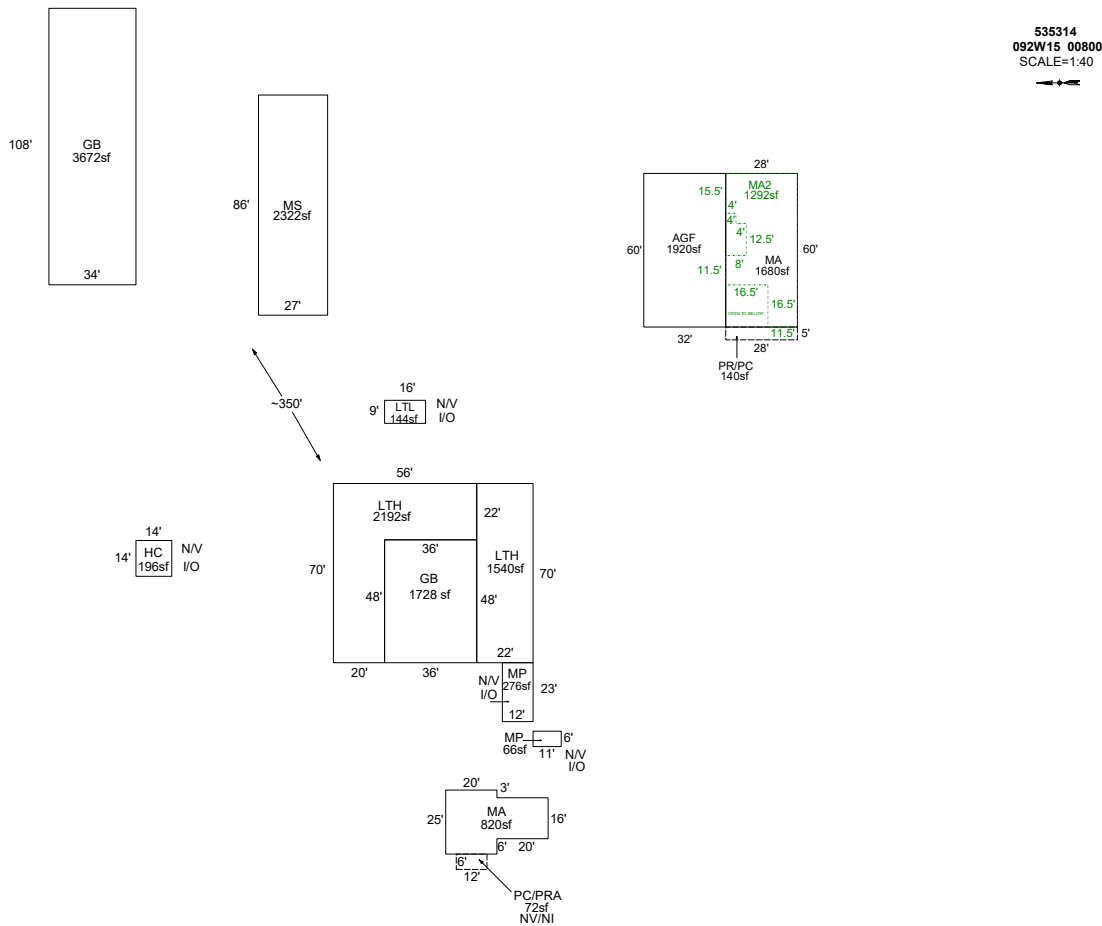 535314
092W15 00800
SCALE=1:40
108'
GB
3672sf
34'
86'
MS
2322sf
27'
~350'
28'
15.5'
MA2
1292sf
4'
4'
4'
12.5'
8'
60'
AGF
1920sf
MA
1680sf
60'
11.5'
16.5'
16.5'
OPEN TO BELOW
11.5'
5'
32'
28'
PR/PC
140sf
16'
9'
LTL
144sf
N/V
I/O
56'
LTH
2192sf
22'
14'
14'
HC
196sf
N/V
I/O
70'
36'
GB
1728 sf
48'
48'
LTH
1540sf
70'
20'
36'
22'
N/V
I/O
MP
276sf
23'
12'
MP
66sf
6'
11'
N/V
I/O
20'
3'
25'
MA
820sf
16'
6'
20'
6'
12'
PC/PRA
72sf
NV/NI